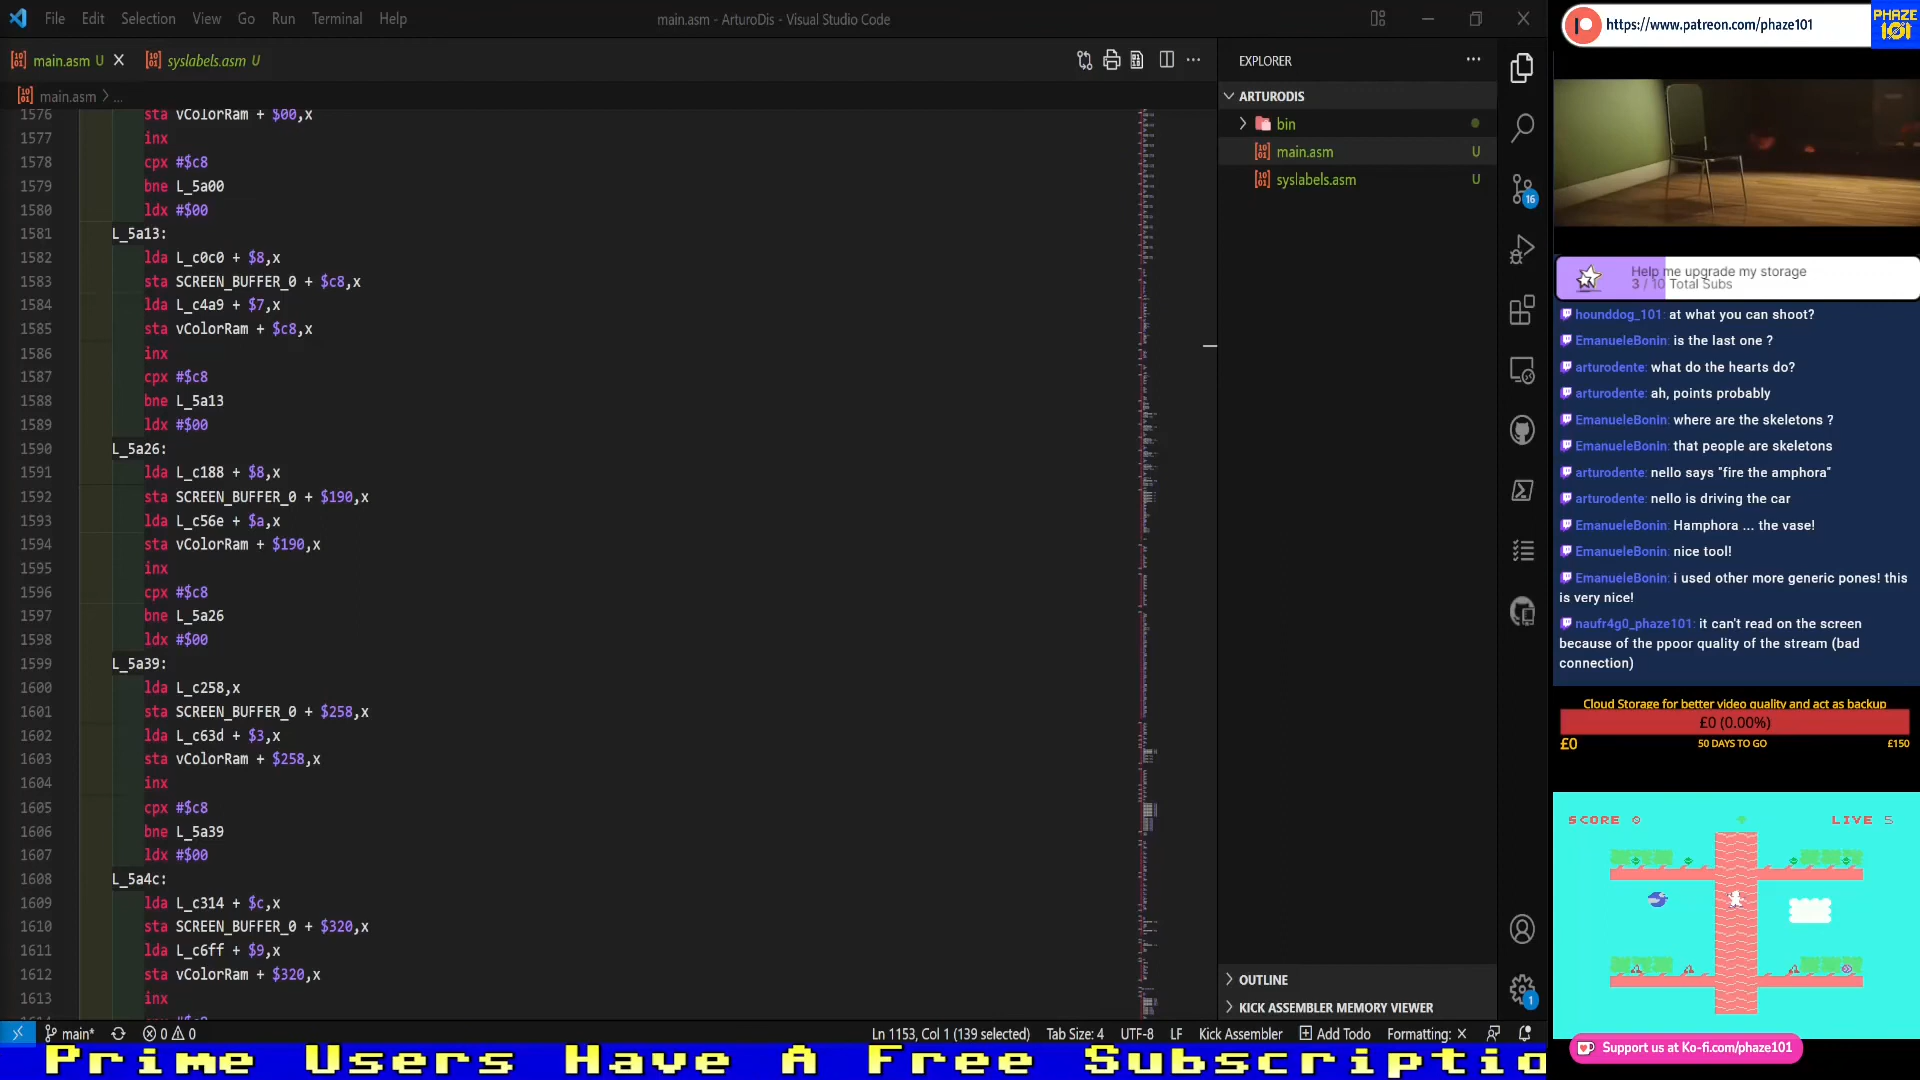 File Edit Selection View Go Run Terminal Help
main.asm - ArturoDis - Visual Studio Code
main.asm U
syslabels.asm U
main.asm > ...
1576 sta vColorRam + $00,x
1577 inx
1578 cpx #$c8
1579 bne L_5a00
1580 ldx #$00
1581 L_5a13:
1582 lda L_c0c0 + $8,x
1583 sta SCREEN_BUFFER_0 + $c8,x
1584 lda L_c4a9 + $7,x
1585 sta vColorRam + $c8,x
1586 inx
1587 cpx #$c8
1588 bne L_5a13
1589 ldx #$00
1590 L_5a26:
1591 lda L_c188 + $8,x
1592 sta SCREEN_BUFFER_0 + $190,x
1593 lda L_c56e + $a,x
1594 sta vColorRam + $190,x
1595 inx
1596 cpx #$c8
1597 bne L_5a26
1598 ldx #$00
1599 L_5a39:
1600 lda L_c258,x
1601 sta SCREEN_BUFFER_0 + $258,x
1602 lda L_c63d + $3,x
1603 sta vColorRam + $258,x
1604 inx
1605 cpx #$c8
1606 bne L_5a39
1607 ldx #$00
1608 L_5a4c:
1609 lda L_c314 + $c,x
1610 sta SCREEN_BUFFER_0 + $320,x
1611 lda L_c6ff + $9,x
1612 sta vColorRam + $320,x
1613 inx
EXPLORER
ARTURODIS
bin
main.asm U
syslabels.asm U
16
OUTLINE
KICK ASSEMBLER MEMORY VIEWER
1
main* 0 0
Ln 1153, Col 1 (139 selected) Tab Size: 4 UTF-8 LF Kick Assembler Add Todo Formatting: X
Prime Users Have A Free Subscriptio
https://www.patreon.com/phaze101
PHAZE
101
Help me upgrade my storage
3 / 10 Total Subs
hounddog_101: at what you can shoot?
EmanueleBonin: is the last one ?
arturodente: what do the hearts do?
arturodente: ah, points probably
EmanueleBonin: where are the skeletons ?
EmanueleBonin: that people are skeletons
arturodente: nello says "fire the amphora"
arturodente: nello is driving the car
EmanueleBonin: Hamphora ... the vase!
EmanueleBonin: nice tool!
EmanueleBonin: i used other more generic pones! this
is very nice!
naufr4g0_phaze101: it can't read on the screen
because of the ppoor quality of the stream (bad
connection)
Cloud Storage for better video quality and act as backup
£0 (0.00%)
£0 50 DAYS TO GO £150
SCORE 0 LIVE 5
Support us at Ko-fi.com/phaze101